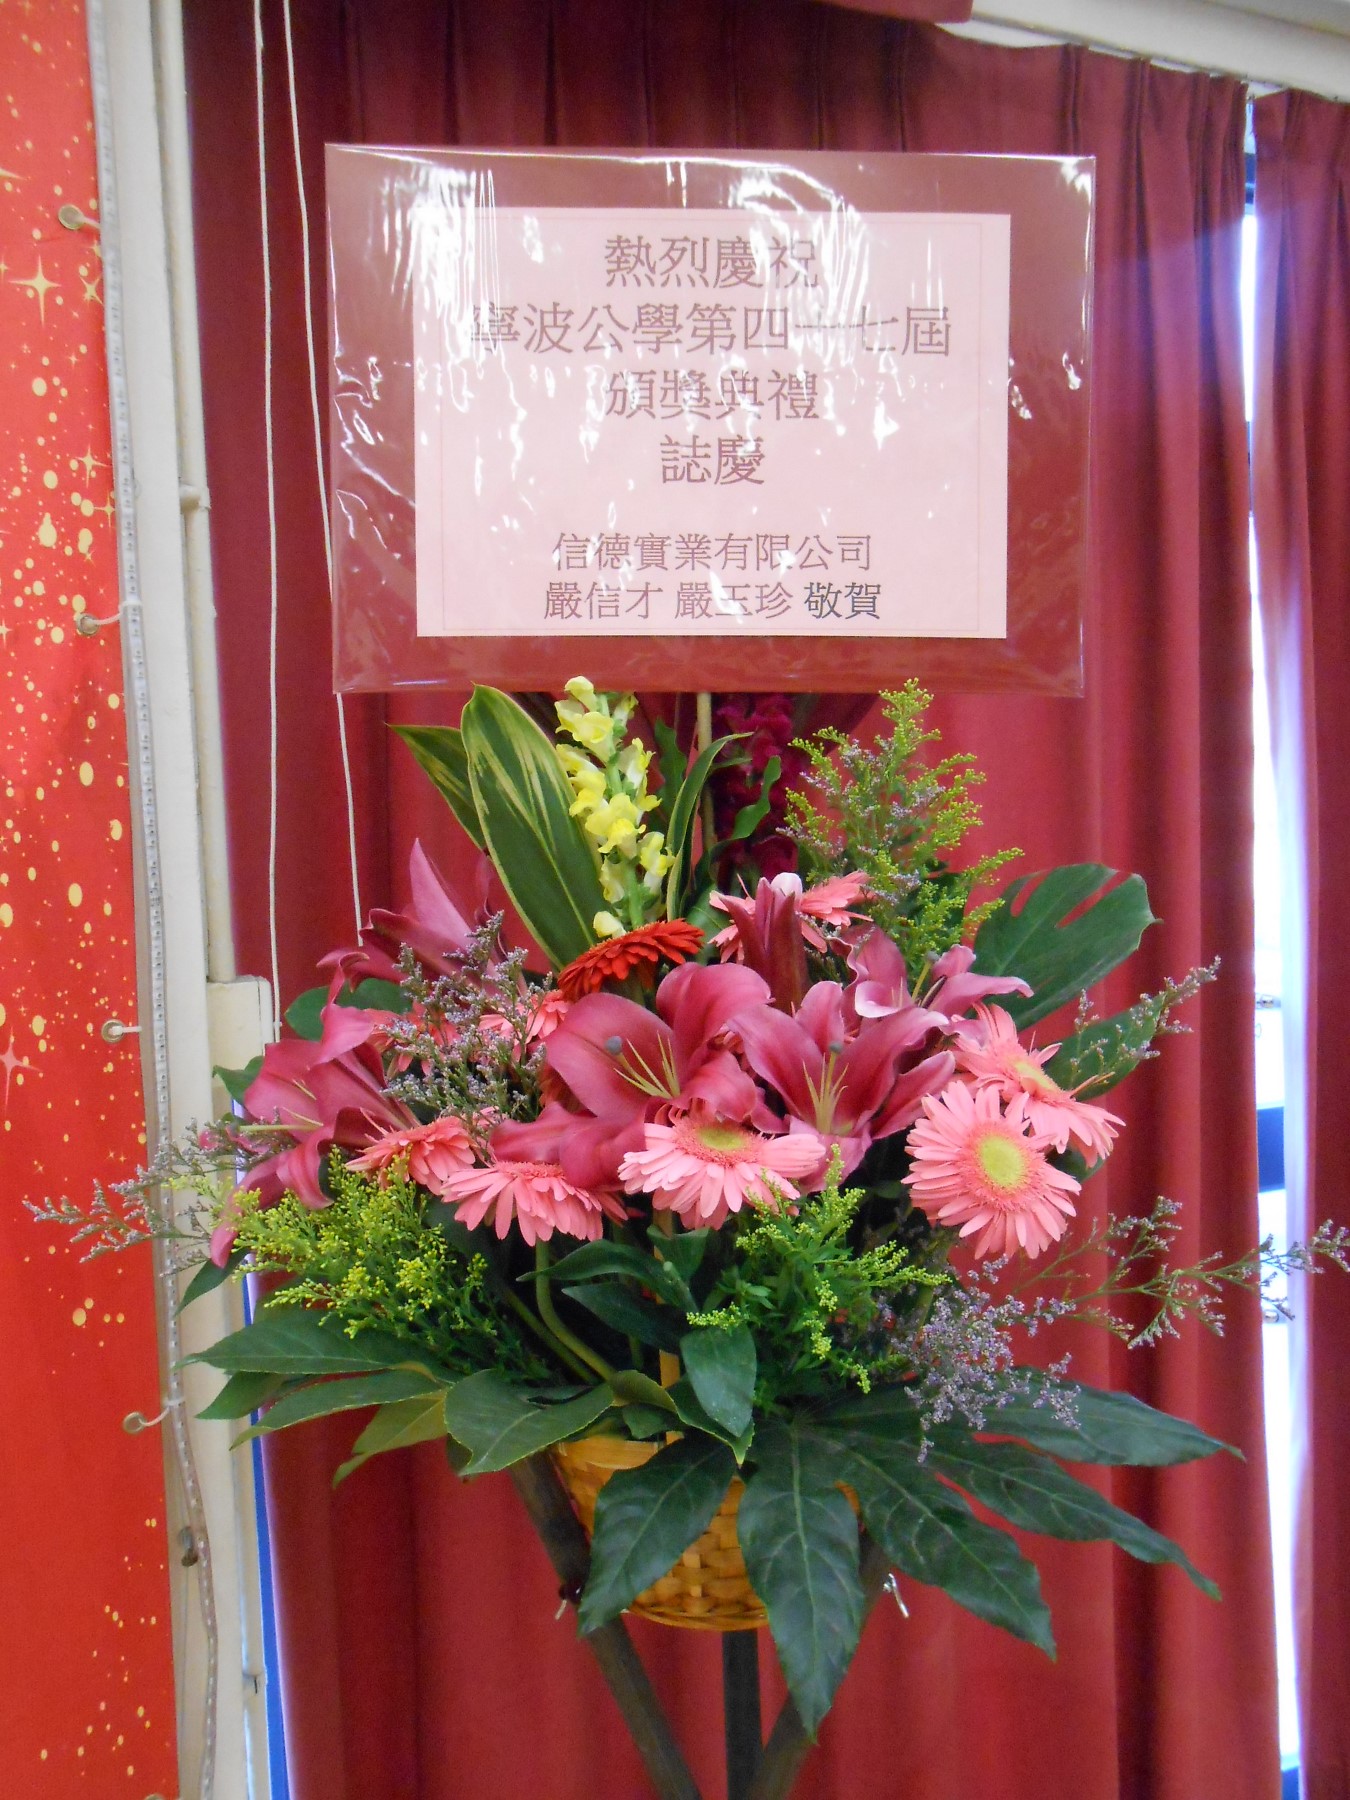 熱烈慶祝
寧波公學第四十七屆
頒獎典禮
誌慶
信德實業有限公司
嚴信才 嚴玉珍 敬賀